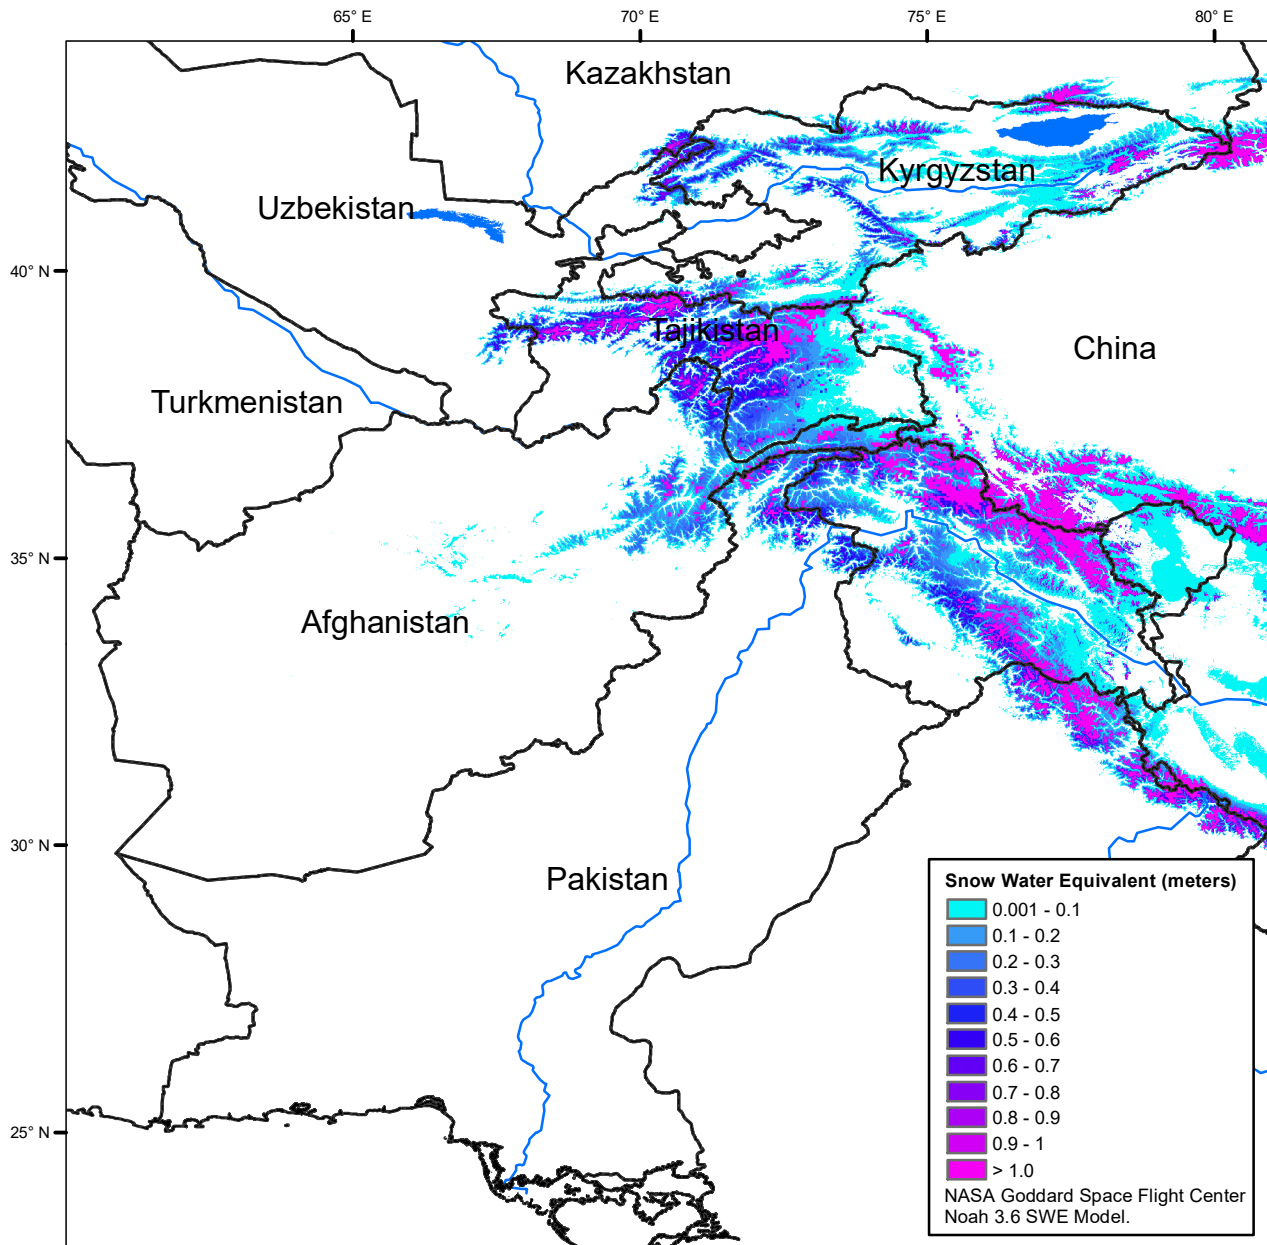 65° E
70° E
75° E
80° E
Kazakhstan
Kyrgyzstan
Uzbekistan
40° N
Tajikistan
China
Turkmenistan
35° N
Afghanistan
30° N
Pakistan
25° N
Snow Water Equivalent (meters)
0.001 - 0.1
0.1 - 0.2
0.2 - 0.3
0.3 - 0.4
0.4 - 0.5
0.5 - 0.6
0.6 - 0.7
0.7 - 0.8
0.8 - 0.9
0.9 - 1
> 1.0
NASA Goddard Space Flight Center
Noah 3.6 SWE Model.